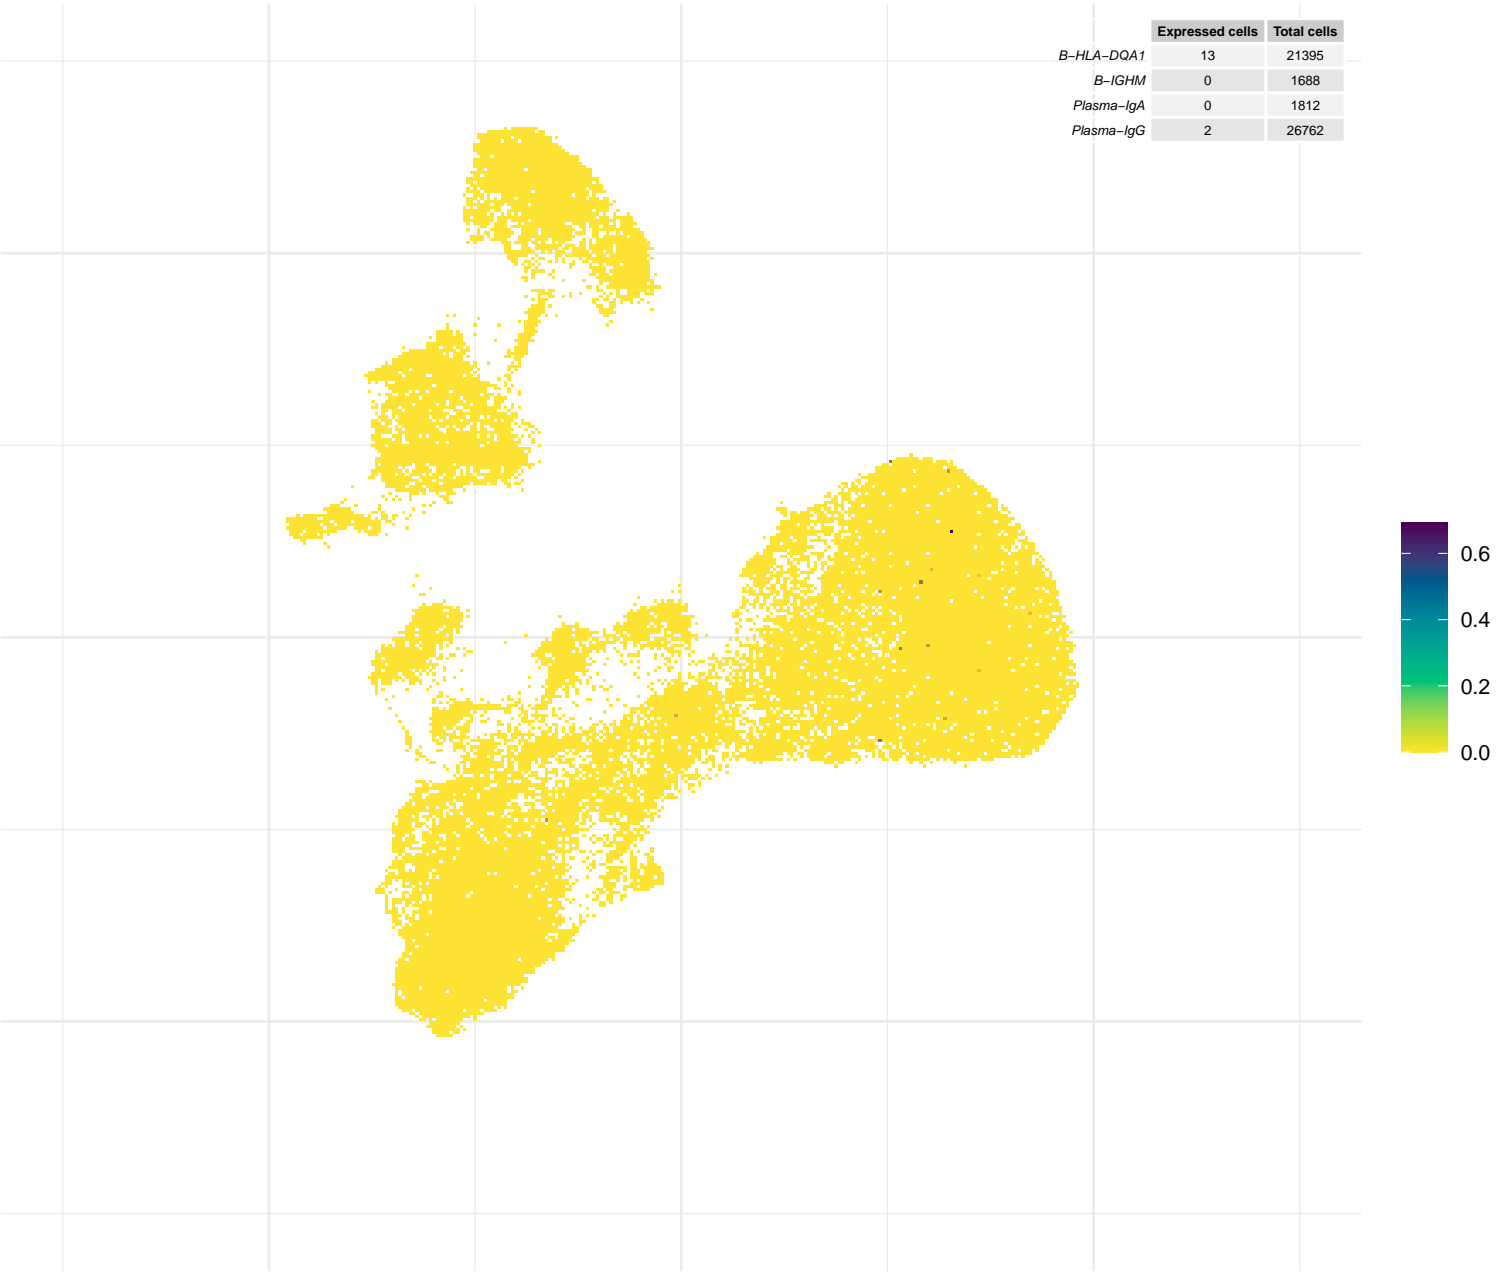 Expressed cells Total cells
B−HLA−DQA1 13 21395
B−IGHM 0 1688
Plasma−IgA 0 1812
Plasma−IgG 2 26762
0.6
0.4
0.2
0.0